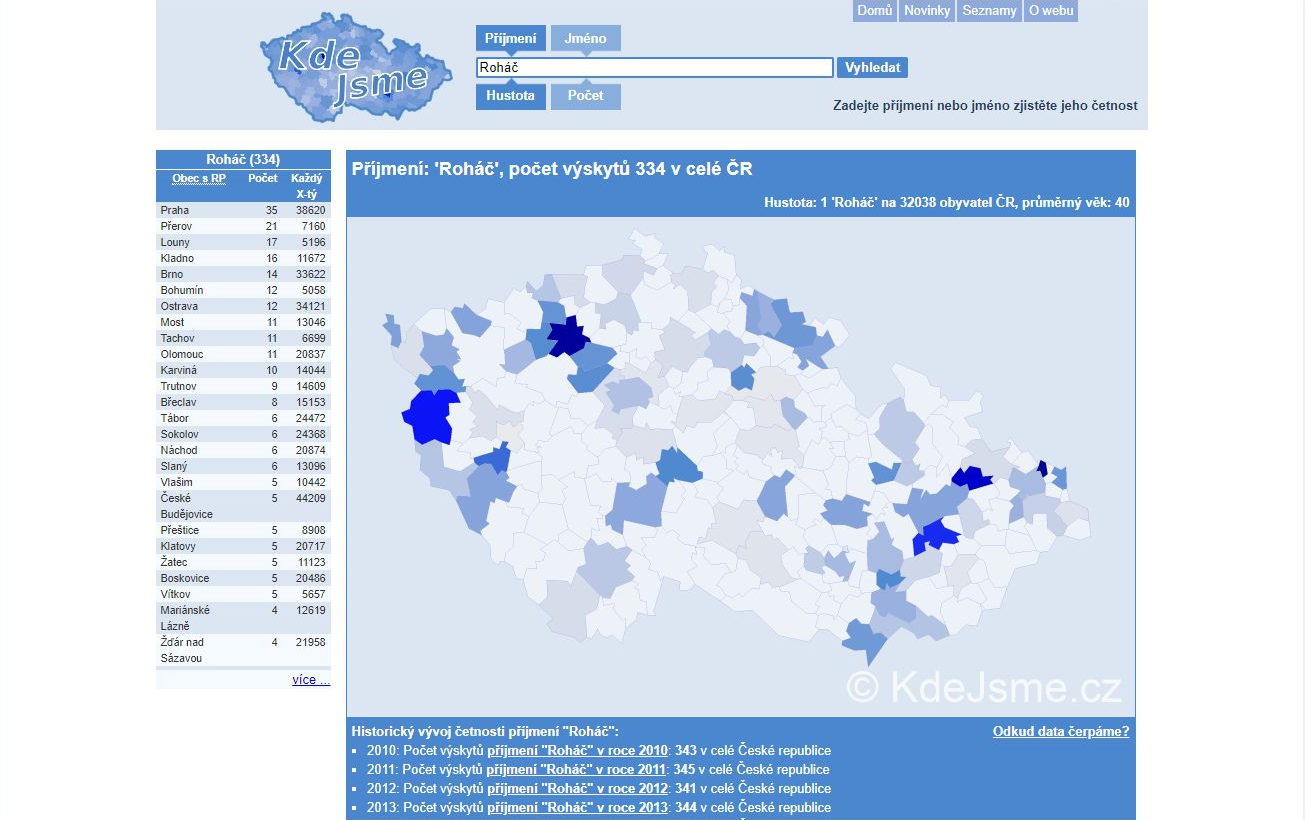 Domů Novinky Seznamy O webu
Kde
Jsme
Příjmení Jméno
Roháč Vyhledat
Hustota Počet
Zadejte příjmení nebo jméno zjistěte jeho četnost
Roháč (334)
Obec s RP Počet Každý X-tý
Praha 35 38620
Přerov 21 7160
Louny 17 5196
Kladno 16 11672
Brno 14 33622
Bohumín 12 5058
Ostrava 12 34121
Most 11 13046
Tachov 11 6699
Olomouc 11 20837
Karviná 10 14044
Trutnov 9 14609
Břeclav 8 15153
Tábor 6 24472
Sokolov 6 24368
Náchod 6 20874
Slaný 6 13096
Vlašim 5 10442
České Budějovice 5 44209
Přeštice 5 8908
Klatovy 5 20717
Žatec 5 11123
Boskovice 5 20486
Vítkov 5 5657
Mariánské Lázně 4 12619
Žďár nad Sázavou 4 21958
více ...
Příjmení: 'Roháč', počet výskytů 334 v celé ČR
Hustota: 1 'Roháč' na 32038 obyvatel ČR, průměrný věk: 40
© KdeJsme.cz
Historický vývoj četnosti příjmení "Roháč": Odkud data čerpáme?
2010: Počet výskytů příjmení "Roháč" v roce 2010: 343 v celé České republice
2011: Počet výskytů příjmení "Roháč" v roce 2011: 345 v celé České republice
2012: Počet výskytů příjmení "Roháč" v roce 2012: 341 v celé České republice
2013: Počet výskytů příjmení "Roháč" v roce 2013: 344 v celé České republice